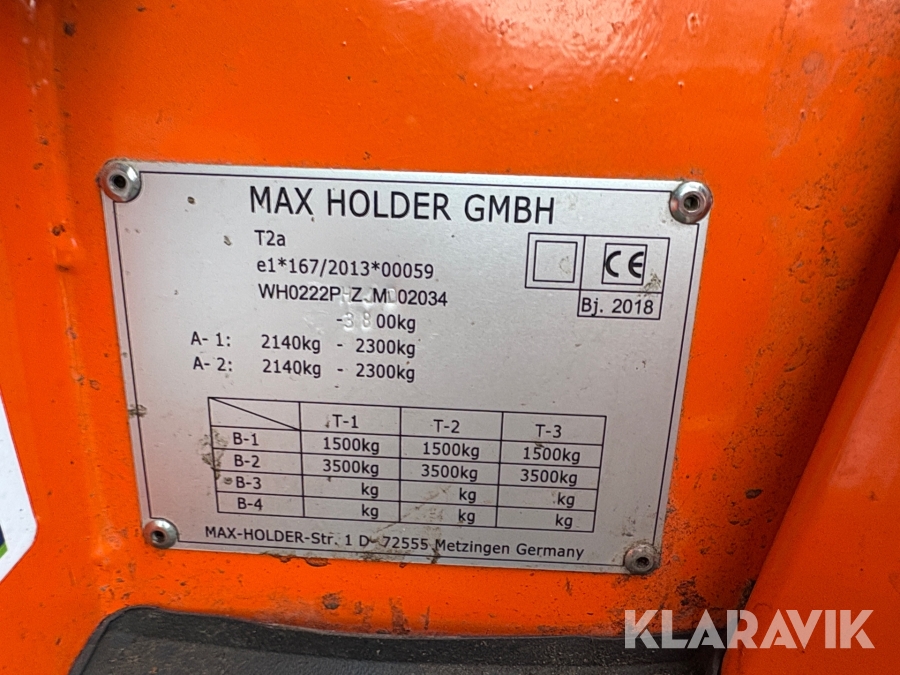 MAX HOLDER GMBH
T2a
e1*167/2013*00059
CE
Bj. 2018
A- 1: 2140kg - 2300kg
A- 2: 2140kg - 2300kg
T-1 T-2 T-3
B-1 1500kg 1500kg 1500kg
B-2 3500kg 3500kg 3500kg
B-3 kg kg kg
B-4 kg kg kg
MAX-HOLDER-Str. 1 D- 72555 Metzingen Germany
KLARAVIK